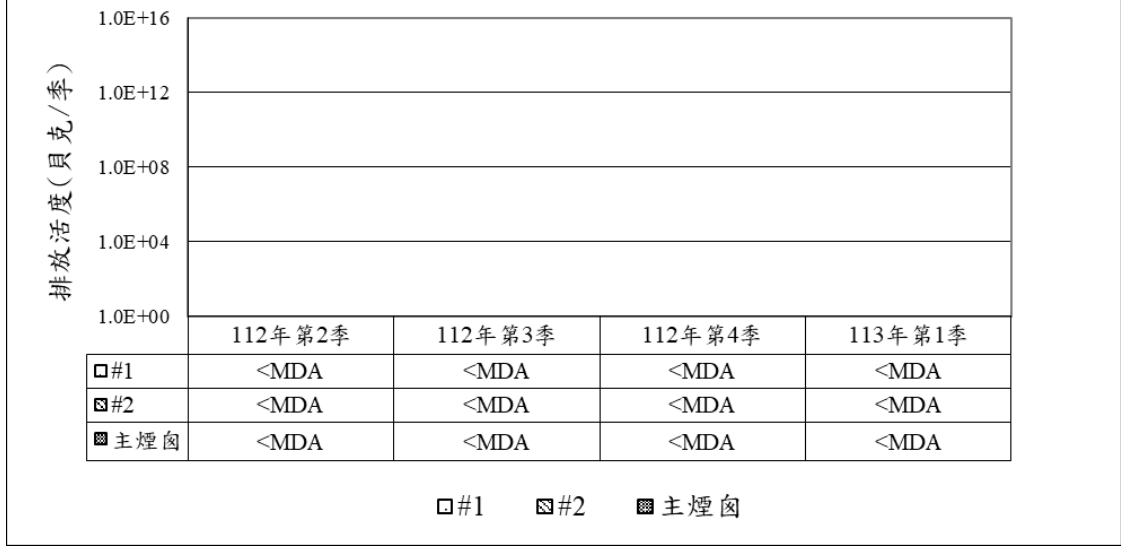 排放活度(貝克/季)
1.0E+16
1.0E+12
1.0E+08
1.0E+04
1.0E+00
112年第2季 112年第3季 112年第4季 113年第1季
#1 <MDA <MDA <MDA <MDA
#2 <MDA <MDA <MDA <MDA
主煙囪 <MDA <MDA <MDA <MDA
#1 #2 主煙囪